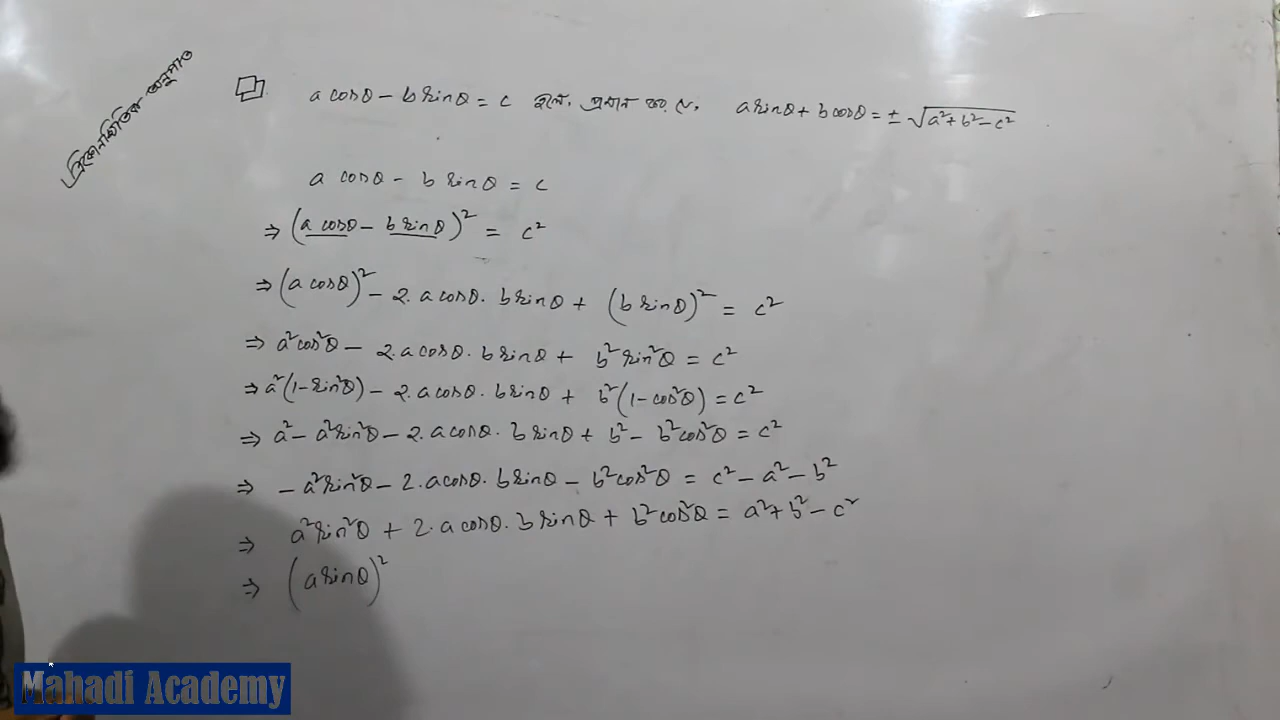 ত্রিকোণমিতিক অনুপাত
a cosθ - b sinθ = c হলে, প্রমাণ কর যে, a sinθ + b cosθ = ± √(a² + b² - c²)
a cosθ - b sinθ = c
⇒ (a cosθ - b sinθ)² = c²
⇒ (a cosθ)² - 2. a cosθ. b sinθ + (b sinθ)² = c²
⇒ a²cos²θ - 2. a cosθ. b sinθ + b² sin²θ = c²
⇒ a²(1-sin²θ) - 2. a cosθ. b sinθ + b²(1-cos²θ) = c²
⇒ a² - a²sin²θ - 2. a cosθ. b sinθ + b² - b²cos²θ = c²
⇒ - a²sin²θ - 2. a cosθ. b sinθ - b²cos²θ = c² - a² - b²
⇒ a²sin²θ + 2. a cosθ. b sinθ + b²cos²θ = a² + b² - c²
⇒ (a sinθ)²
Mahadi Academy